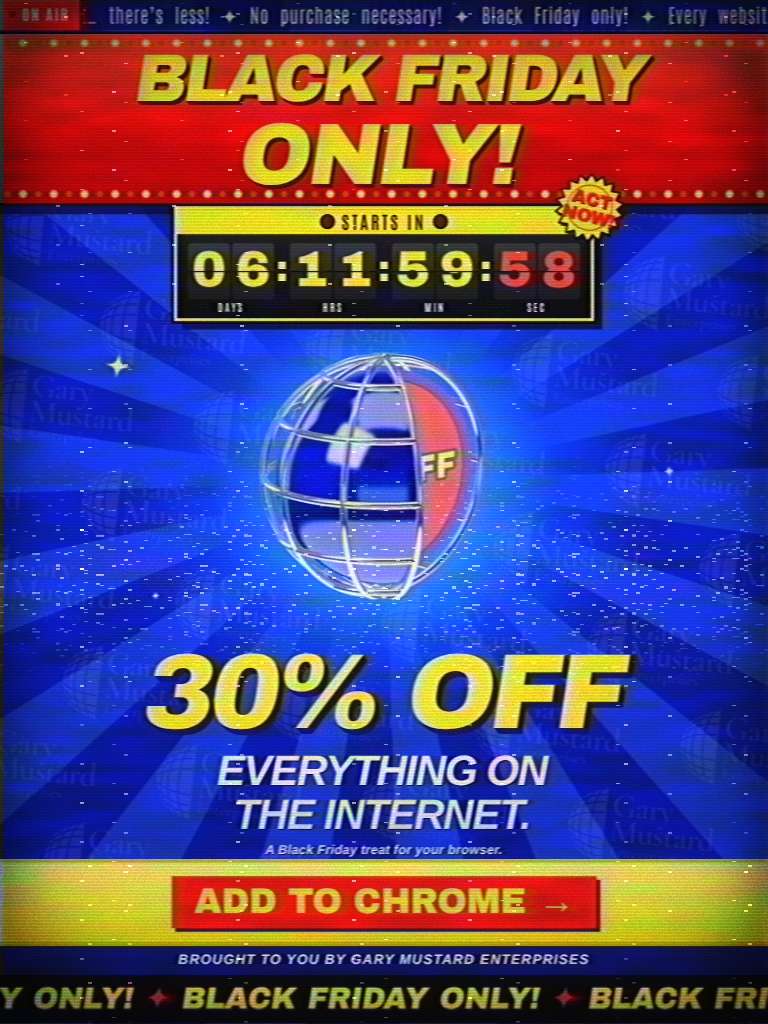 ON AIR
there's less! ✦ No purchase necessary! ✦ Black Friday only! ✦ Every websit
BLACK FRIDAY
ONLY!
ACT
NOW!
STARTS IN
06:11:59:58
DAYS HRS MIN SEC
FF
30% OFF
EVERYTHING ON
THE INTERNET.
A Black Friday treat for your browser.
ADD TO CHROME →
BROUGHT TO YOU BY GARY MUSTARD ENTERPRISES
Y ONLY! ✦ BLACK FRIDAY ONLY! ✦ BLACK FRI
Gary
Mustard